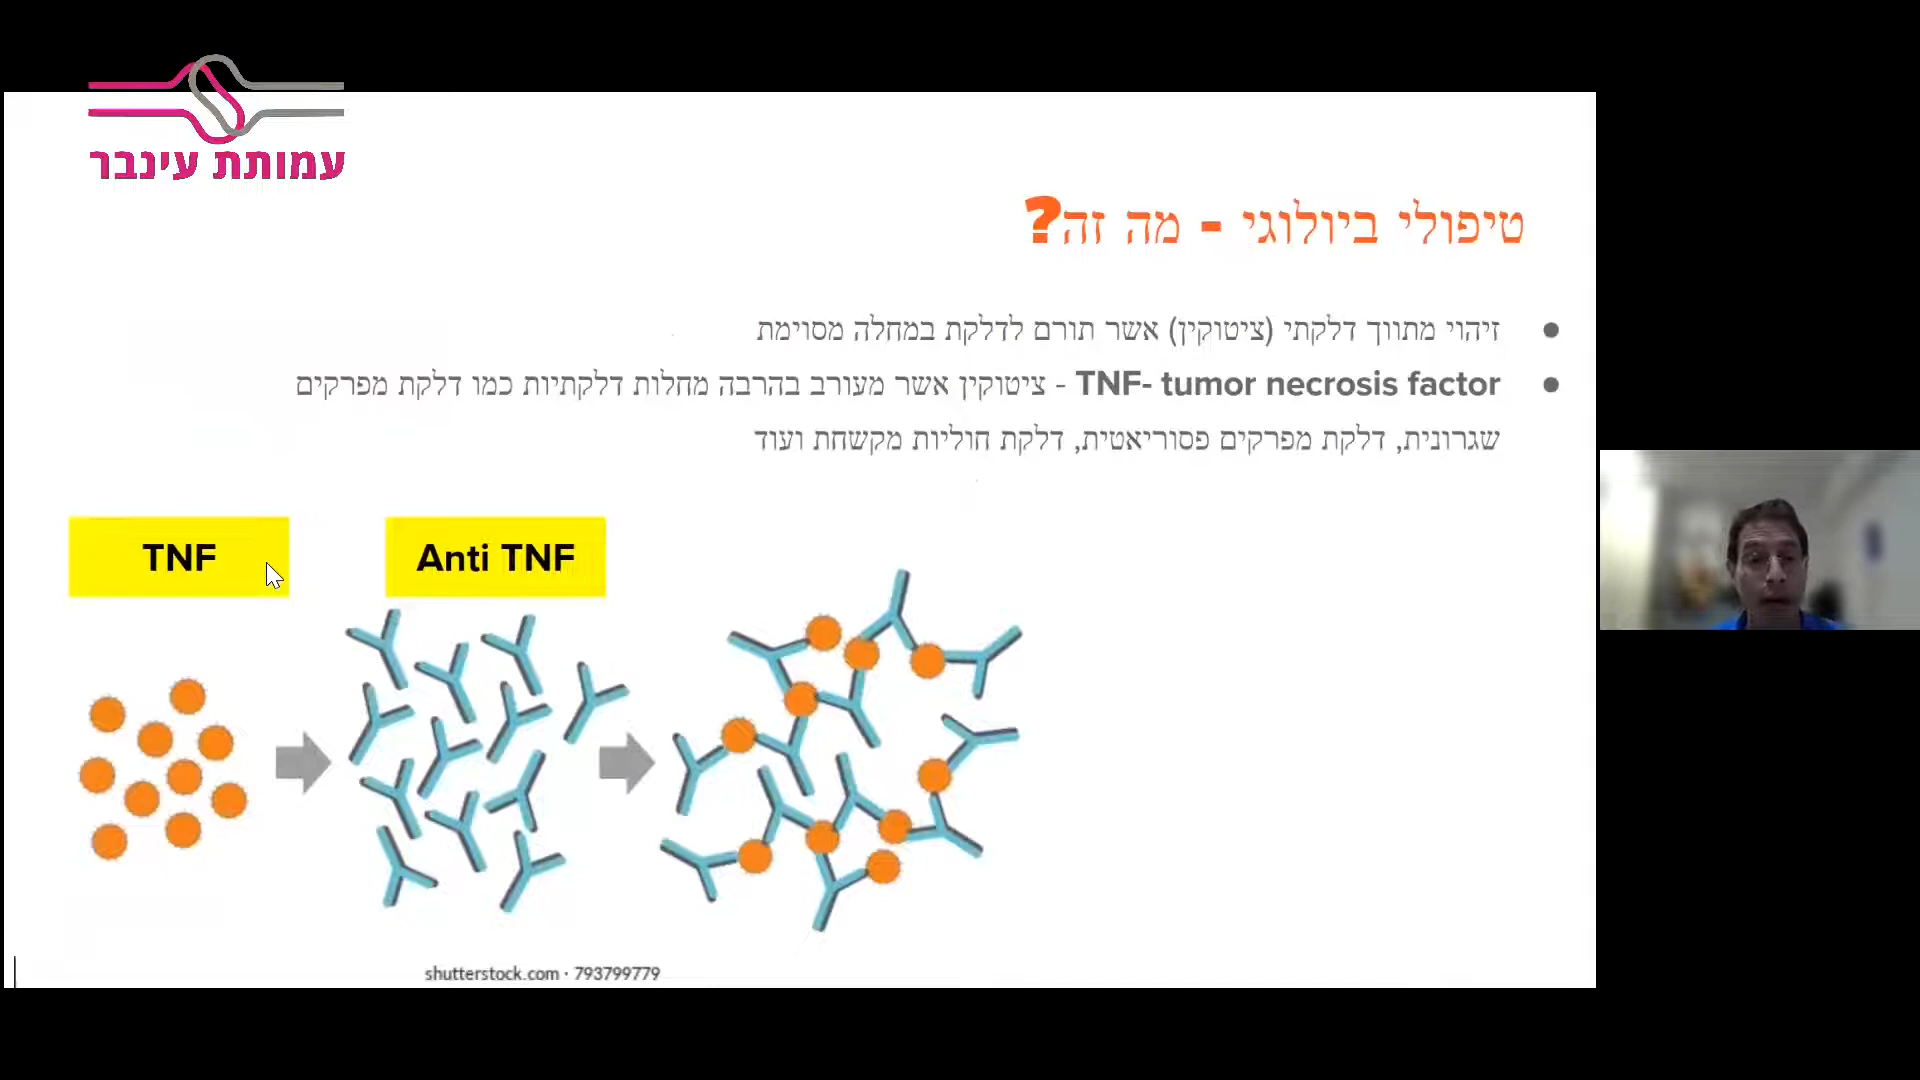 עמותת עינבר
טיפולי ביולוגי - מה זה?
זיהוי מתווך דלקתי (ציטוקין) אשר תורם לדלקת במחלה מסוימת
TNF- tumor necrosis factor - ציטוקין אשר מעורב בהרבה מחלות דלקתיות כמו דלקת מפרקים
שגרונית, דלקת מפרקים פסוריאטית, דלקת חוליות מקשחת ועוד
TNF
Anti TNF
shutterstock.com · 793799779